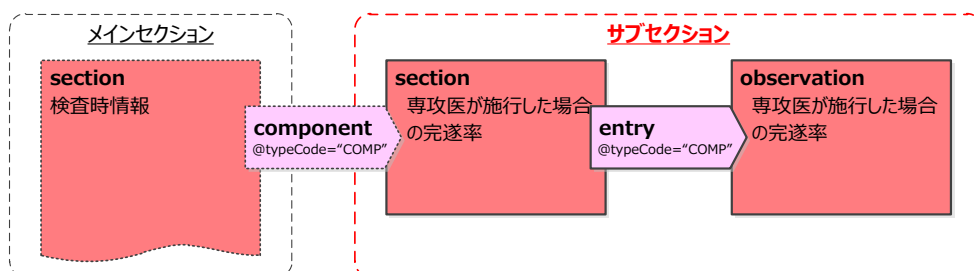 メインセクション
サブセクション
section
検査時情報
component
@typeCode=“COMP”
section
専攻医が施行した場合
の完遂率
entry
@typeCode=“COMP”
observation
専攻医が施行した場合
の完遂率